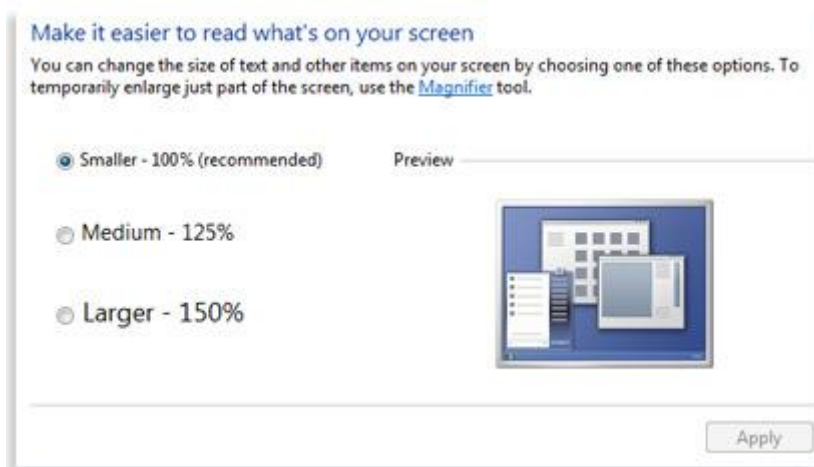 Make it easier to read what's on your screen
You can change the size of text and other items on your screen by choosing one of these options. To
temporarily enlarge just part of the screen, use the Magnifier tool.
Smaller - 100% (recommended)
Preview
Medium - 125%
Larger - 150%
Apply